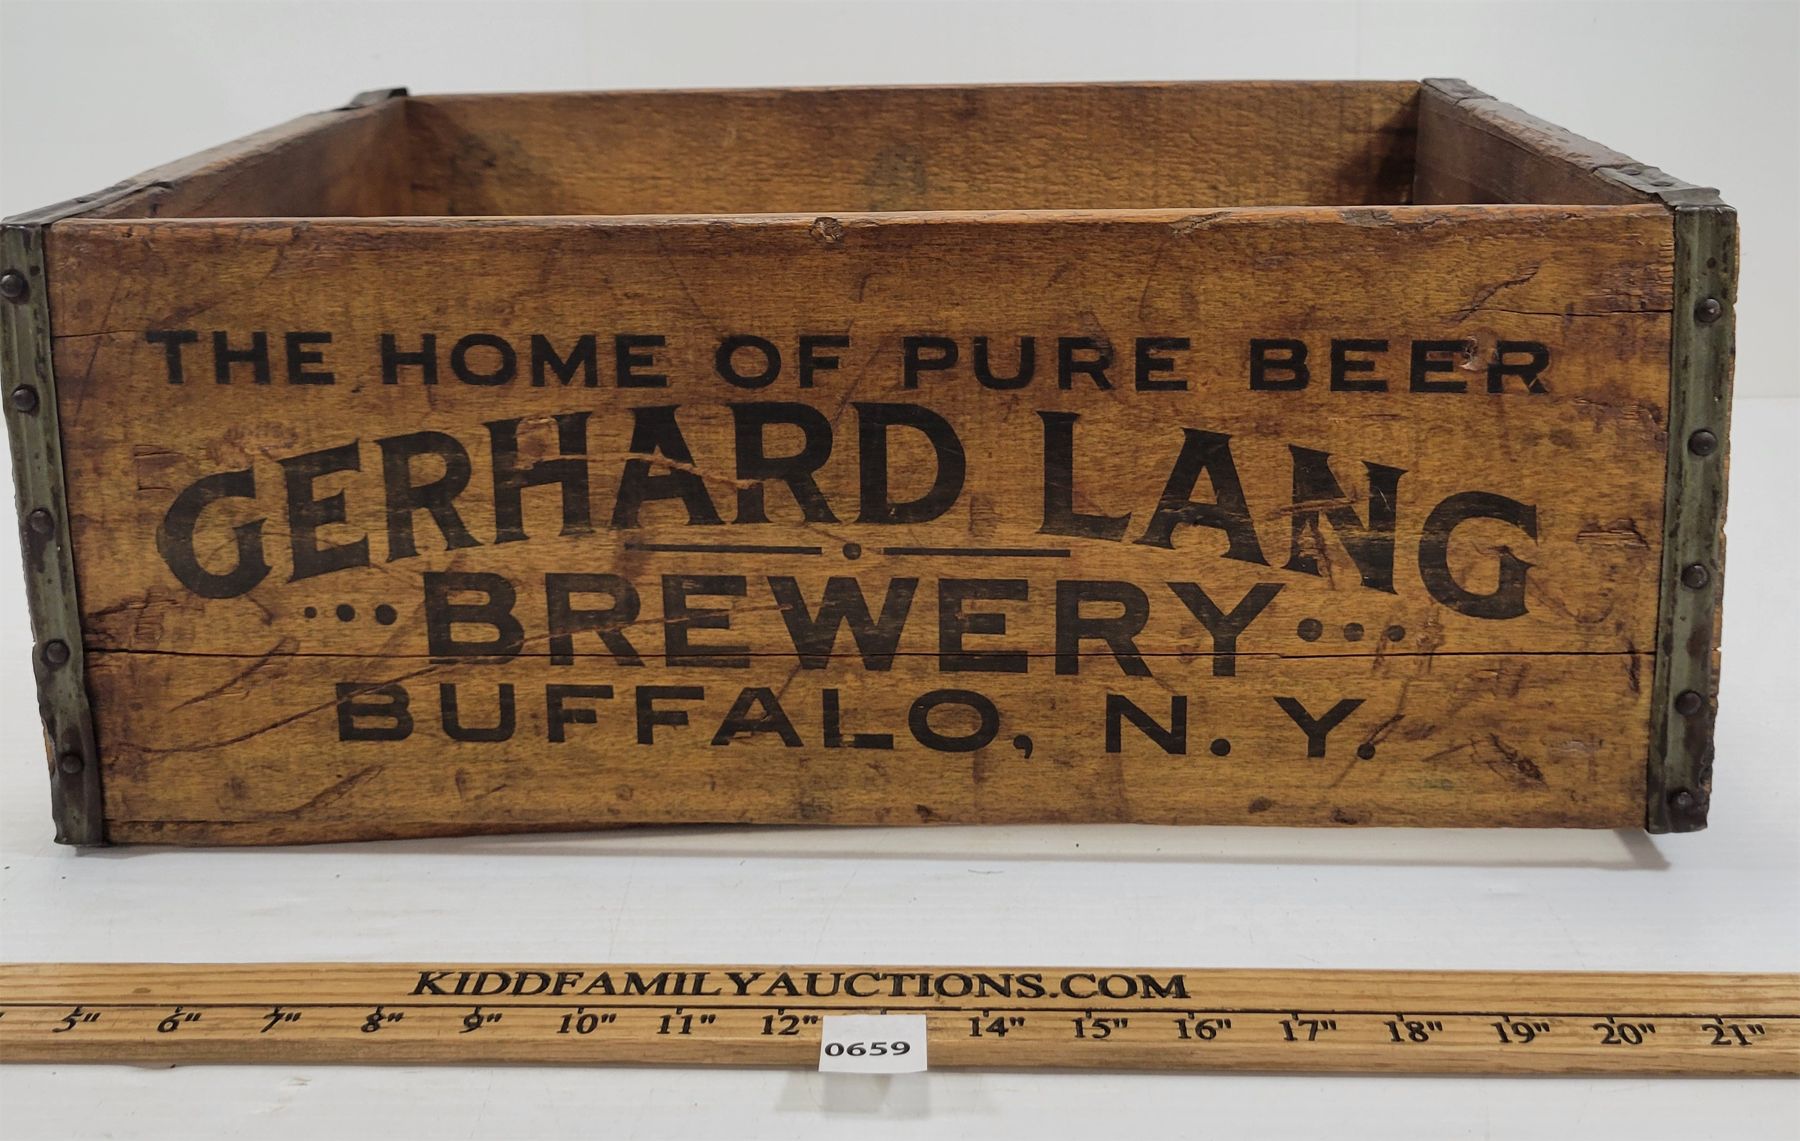 THE HOME OF PURE BEER
GERHARD LANG
BREWERY
BUFFALO, N. Y.
KIDDFAMILYAUCTIONS.COM
5" 6" 7" 8" 9" 10" 11" 12" 14" 15" 16" 17" 18" 19" 20" 21"
0659